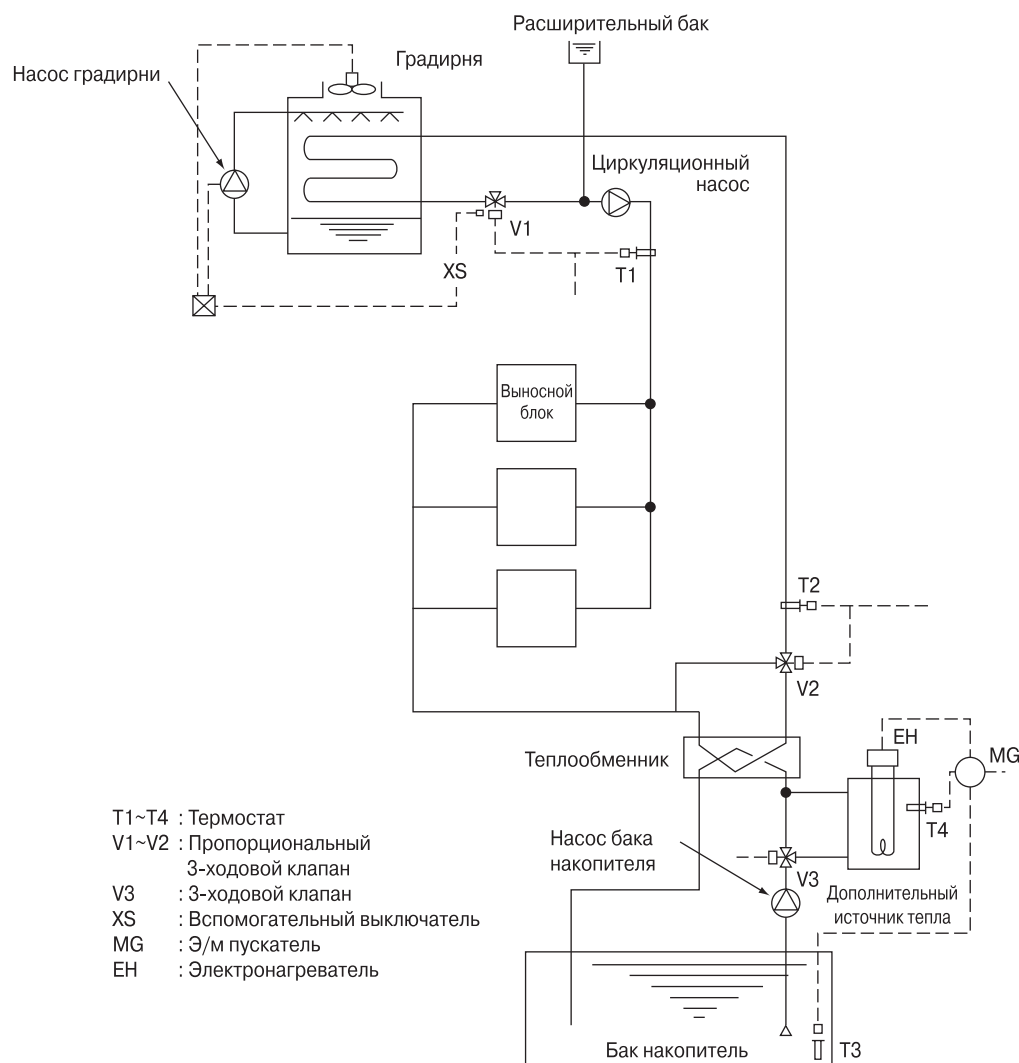 Расширительный бак
Градирня
Насос градирни
Циркуляционный
насос
V1
XS
T1
Выносной
блок
T2
V2
Теплообменник
EH
MG
T4
Насос бака
накопителя
V3
Дополнительный
источник тепла
T1~T4 : Термостат
V1~V2 : Пропорциональный
3-ходовой клапан
V3 : 3-ходовой клапан
XS : Вспомогательный выключатель
MG : Э/м пускатель
EH : Электронагреватель
Бак накопитель
T3